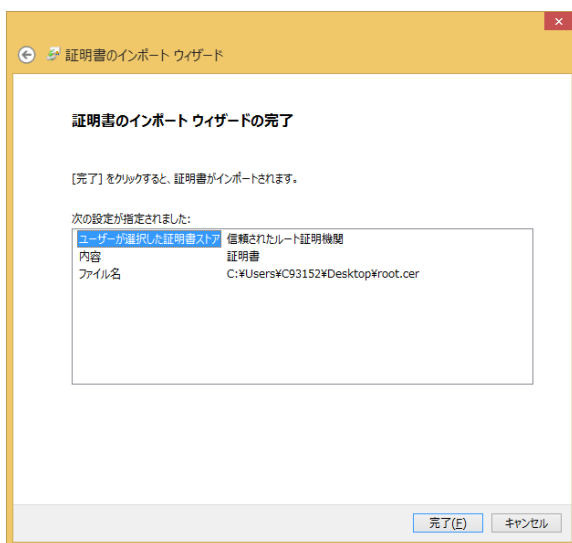 証明書のインポート ウィザード
証明書のインポート ウィザードの完了
[完了] をクリックすると、証明書がインポートされます。
次の設定が指定されました:
ユーザーが選択した証明書ストア 信頼されたルート証明機関
内容 証明書
ファイル名 C:¥Users¥C93152¥Desktop¥root.cer
完了(F) キャンセル